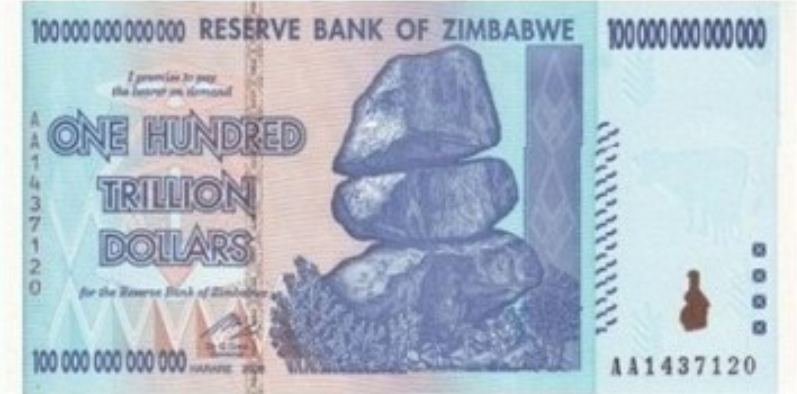 100 000 000 000 000 RESERVE BANK OF ZIMBABWE 100 000 000 000 000
I promise to pay
the bearer on demand
ONE HUNDRED
TRILLION
DOLLARS
for the Reserve Bank of Zimbabwe
100 000 000 000 000 HARARE 2008
AA1437120
AA1437120